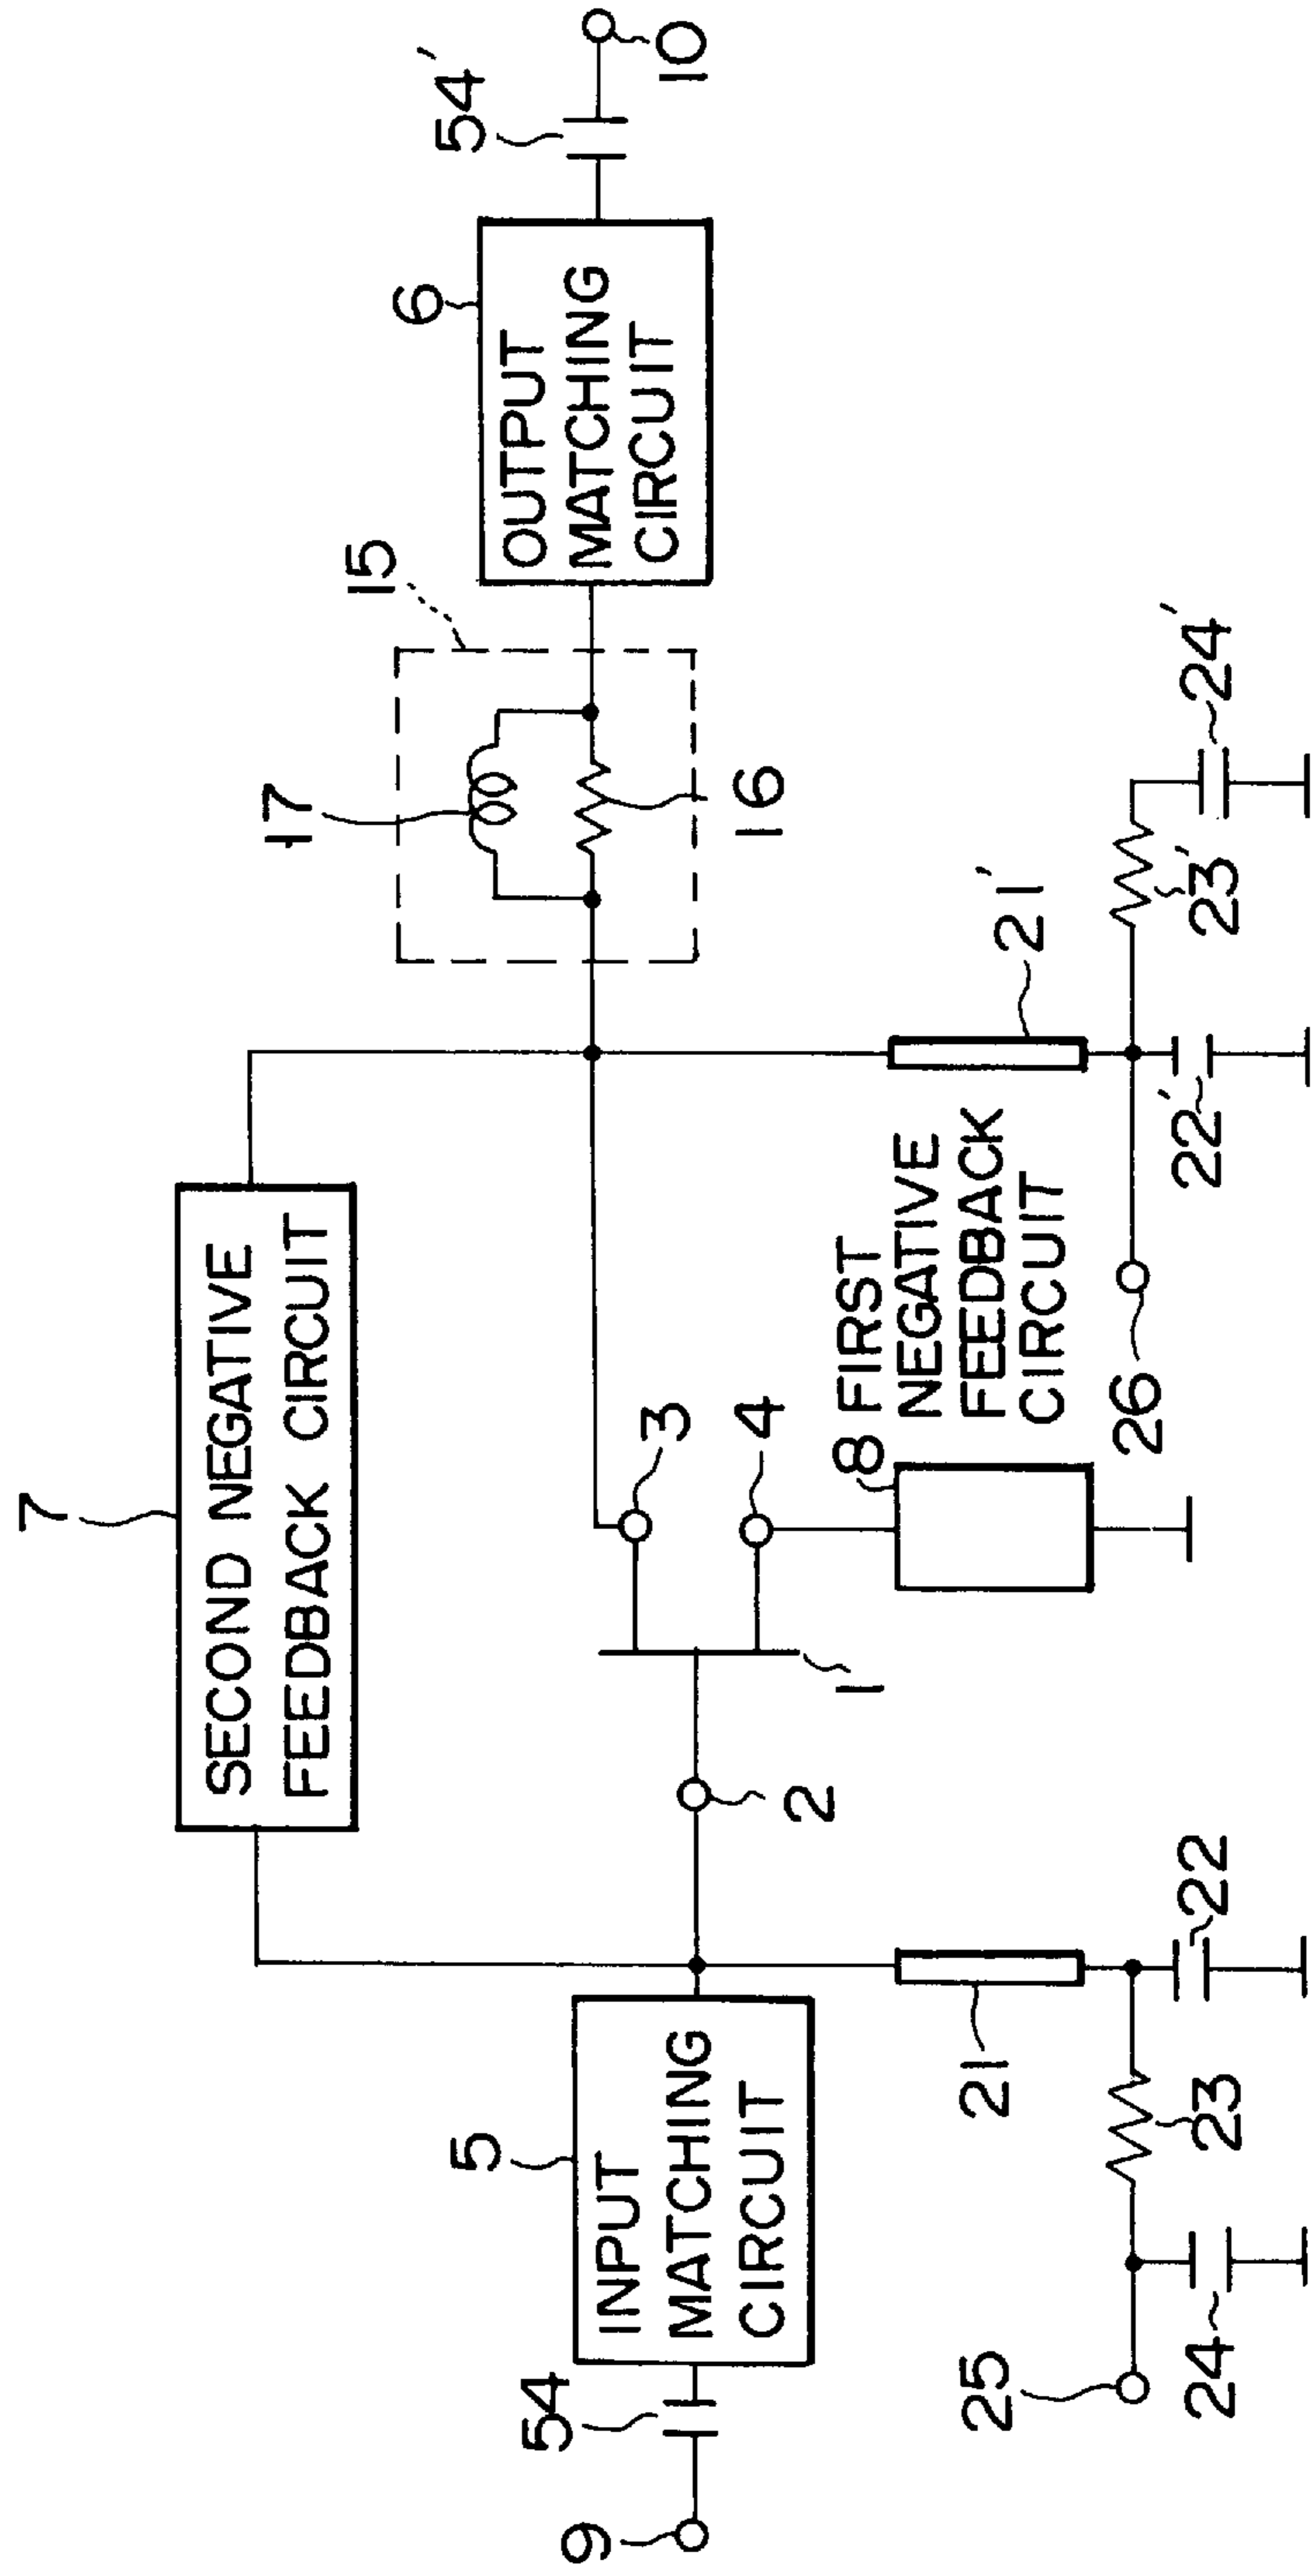 7
SECOND NEGATIVE
FEEDBACK CIRCUIT
17
15
6
54'
OUTPUT
MATCHING
CIRCUIT
10
16
5
INPUT
MATCHING
CIRCUIT
54
9
2
3
4
1
8 FIRST
NEGATIVE
FEEDBACK
CIRCUIT
21
21'
25
24
23
22
26
22'
23'
24'